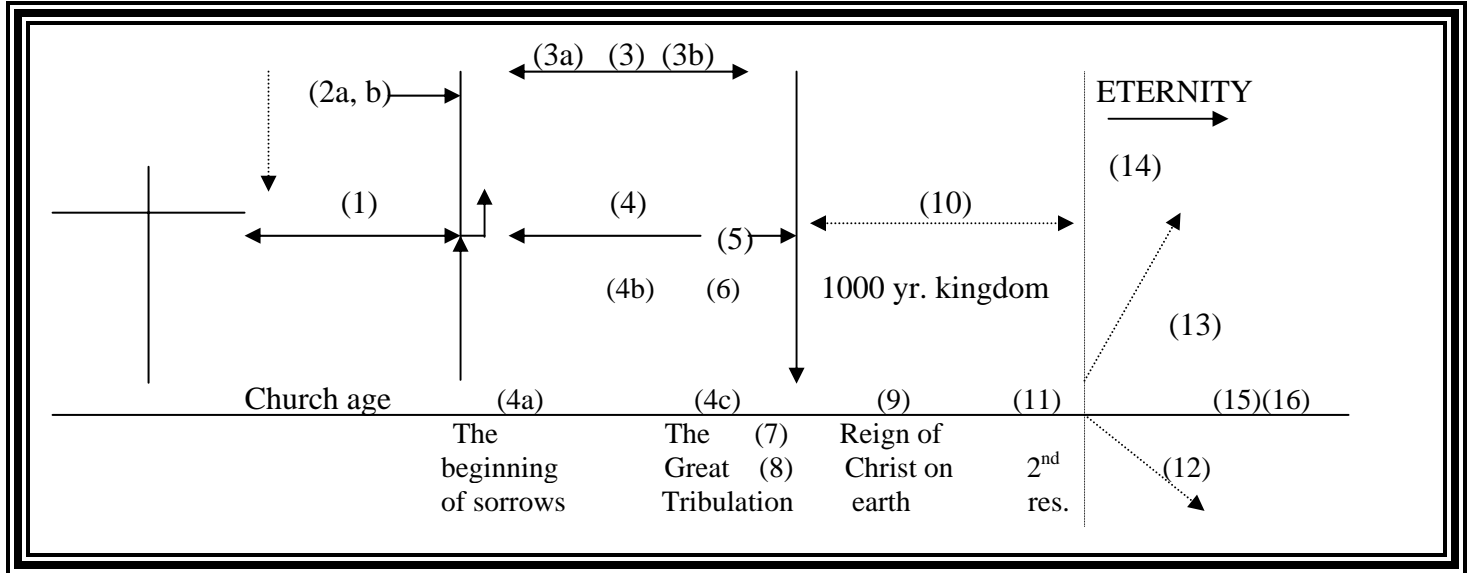 (3a) (3) (3b)
(2a, b) ETERNITY
(14)
(1) (4) (10)
(5)
(4b) (6) 1000 yr. kingdom
(13)
Church age (4a) (4c) (9) (11) (15)(16)
The The (7) Reign of
beginning Great (8) Christ on 2nd (12)
of sorrows Tribulation earth res.